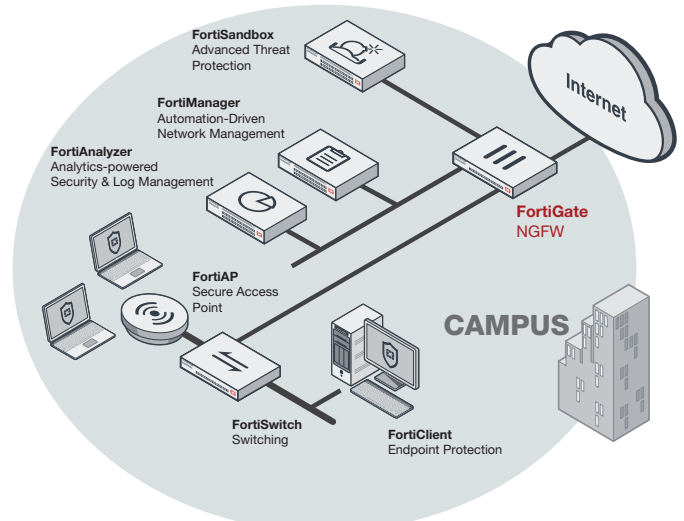 FortiSandbox
Advanced Threat
Protection
FortiManager
Automation-Driven
Network Management
FortiAnalyzer
Analytics-powered
Security & Log Management
Internet
FortiGate
NGFW
FortiAP
Secure Access
Point
CAMPUS
FortiSwitch
Switching
FortiClient
Endpoint Protection